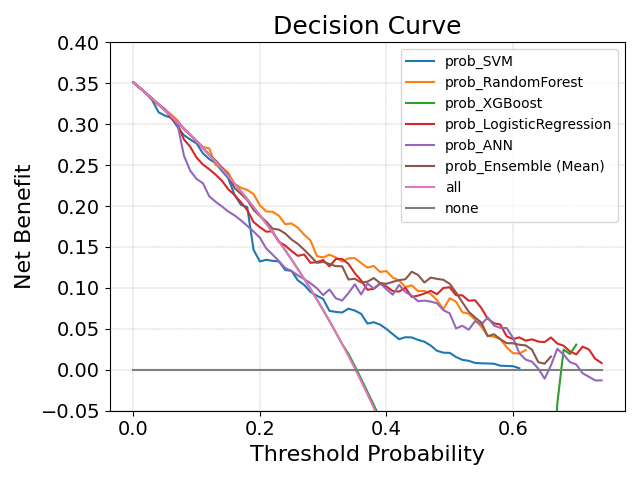 Decision Curve
Net Benefit
0.40
0.35
0.30
0.25
0.20
0.15
0.10
0.05
0.00
−0.05
prob_SVM
prob_RandomForest
prob_XGBoost
prob_LogisticRegression
prob_ANN
prob_Ensemble (Mean)
all
none
0.0 0.2 0.4 0.6
Threshold Probability